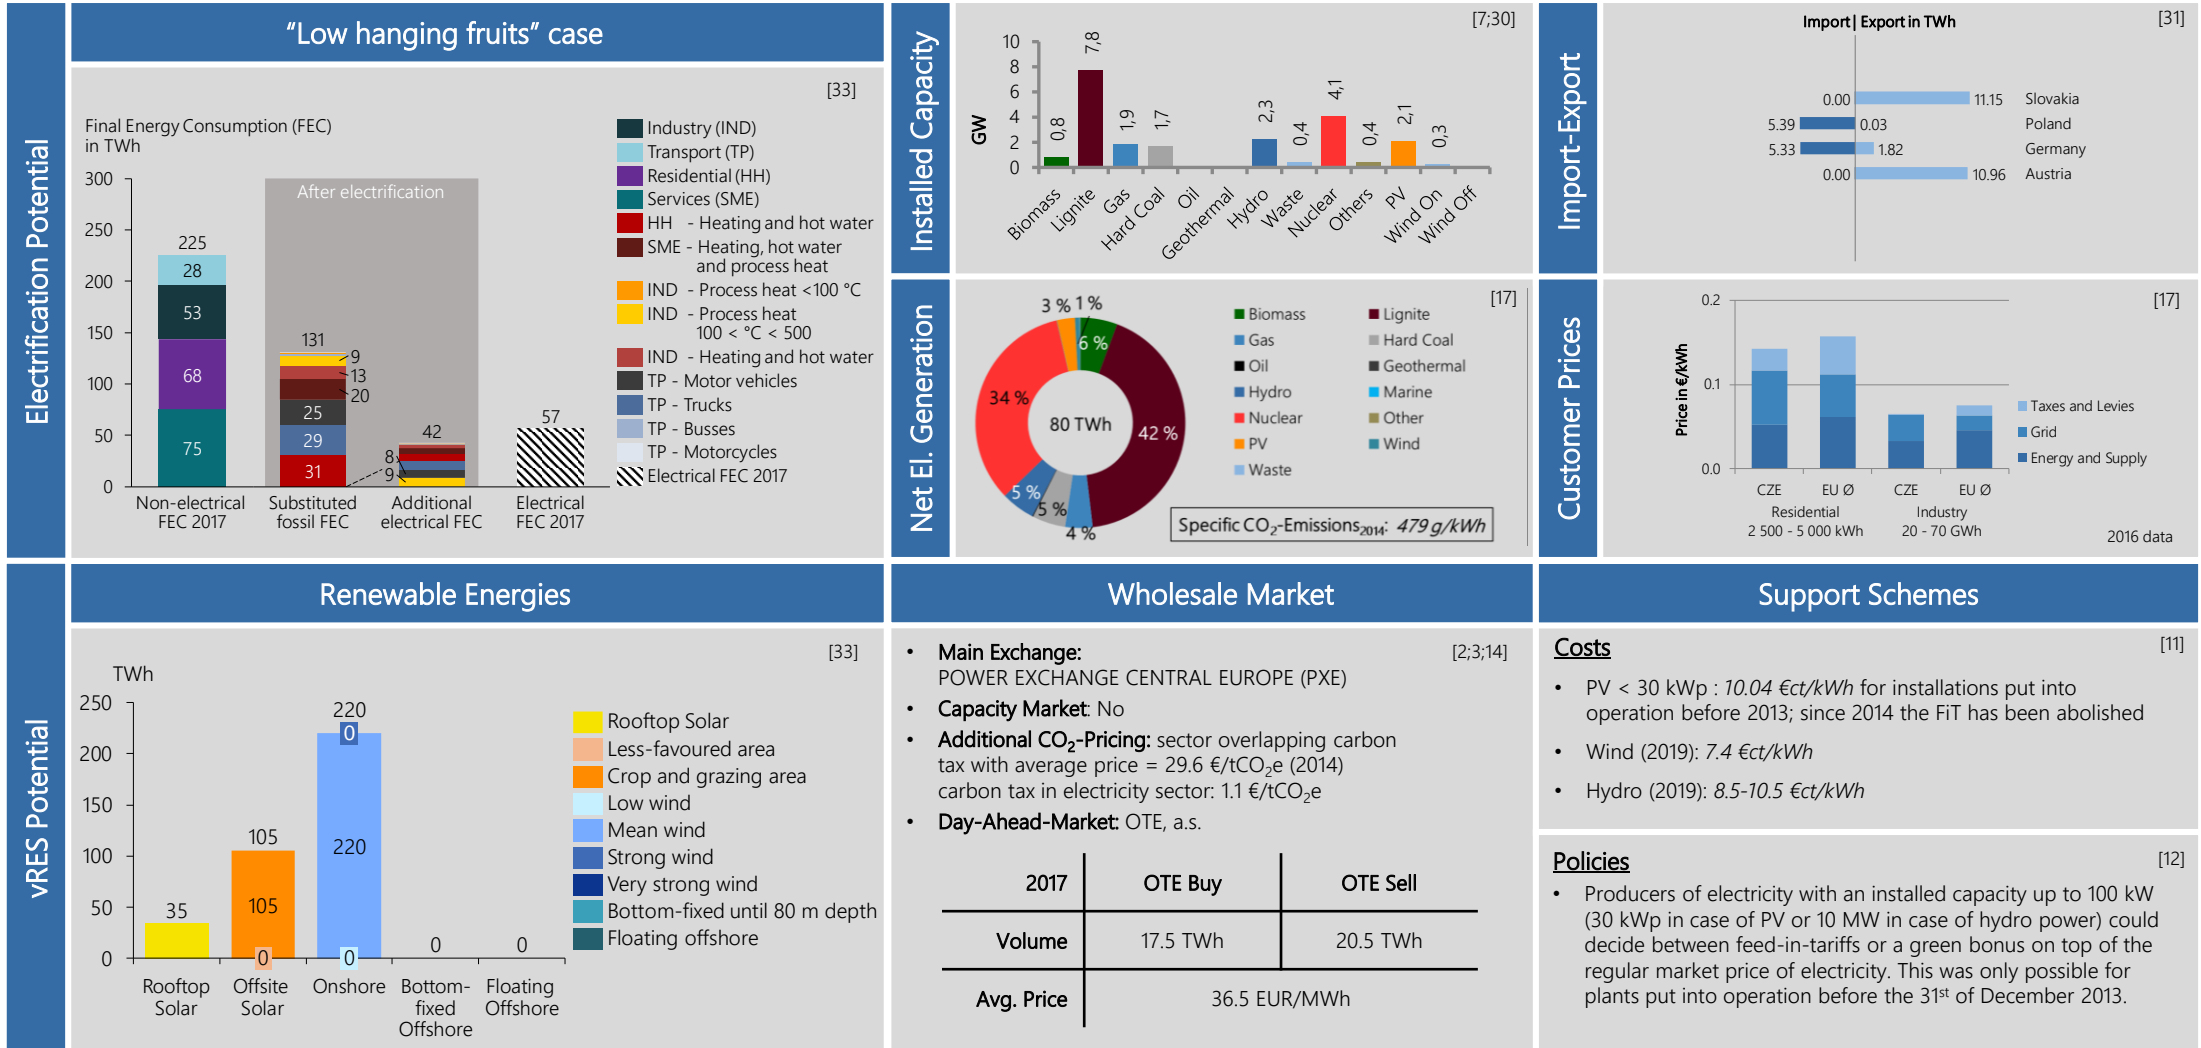 Electrification Potential
“Low hanging fruits” case
[33]
Final Energy Consumption (FEC)
in TWh
300
250
200
150
100
50
0
After electrification
225
28
53
68
75
131
9
13
20
25
29
31
42
8
9
57
Non-electrical
FEC 2017
Substituted
fossil FEC
Additional
electrical FEC
Electrical
FEC 2017
Industry (IND)
Transport (TP)
Residential (HH)
Services (SME)
HH - Heating and hot water
SME - Heating, hot water
and process heat
IND - Process heat <100 °C
IND - Process heat
100 < °C < 500
IND - Heating and hot water
TP - Motor vehicles
TP - Trucks
TP - Busses
TP - Motorcycles
Electrical FEC 2017
Installed Capacity
[7;30]
GW
10
8
6
4
2
0
0,8
7,8
1,9
1,7
2,3
0,4
4,1
0,4
2,1
0,3
Biomass
Lignite
Gas
Hard Coal
Oil
Geothermal
Hydro
Waste
Nuclear
Others
PV
Wind On
Wind Off
Import-Export
[31]
Import | Export in TWh
0.00 11.15 Slovakia
5.39 0.03 Poland
5.33 1.82 Germany
0.00 10.96 Austria
Net El. Generation
[17]
3 % 1 %
6 %
34 %
80 TWh
42 %
5 %
5 %
4 %
Biomass
Lignite
Gas
Hard Coal
Oil
Geothermal
Hydro
Marine
Nuclear
Other
PV
Wind
Waste
Specific CO₂-Emissions₂₀₁₄: 479 g/kWh
Customer Prices
[17]
Price in €/kWh
0.2
0.1
0.0
CZE
EU Ø
CZE
EU Ø
Residential
2 500 - 5 000 kWh
Industry
20 - 70 GWh
Taxes and Levies
Grid
Energy and Supply
2016 data
vRES Potential
Renewable Energies
[33]
TWh
250
200
150
100
50
0
35
105
105
0
220
0
220
0
0
0
Rooftop
Solar
Offsite
Solar
Onshore
Bottom-
fixed
Offshore
Floating
Offshore
Rooftop Solar
Less-favoured area
Crop and grazing area
Low wind
Mean wind
Strong wind
Very strong wind
Bottom-fixed until 80 m depth
Floating offshore
Wholesale Market
[2;3;14]
• Main Exchange:
POWER EXCHANGE CENTRAL EUROPE (PXE)
• Capacity Market: No
• Additional CO₂-Pricing: sector overlapping carbon
tax with average price = 29.6 €/tCO₂e (2014)
carbon tax in electricity sector: 1.1 €/tCO₂e
• Day-Ahead-Market: OTE, a.s.
2017 OTE Buy OTE Sell
Volume 17.5 TWh 20.5 TWh
Avg. Price 36.5 EUR/MWh
Support Schemes
Costs
[11]
• PV < 30 kWp : 10.04 €ct/kWh for installations put into
operation before 2013; since 2014 the FiT has been abolished
• Wind (2019): 7.4 €ct/kWh
• Hydro (2019): 8.5-10.5 €ct/kWh
Policies
[12]
• Producers of electricity with an installed capacity up to 100 kW
(30 kWp in case of PV or 10 MW in case of hydro power) could
decide between feed-in-tariffs or a green bonus on top of the
regular market price of electricity. This was only possible for
plants put into operation before the 31st of December 2013.